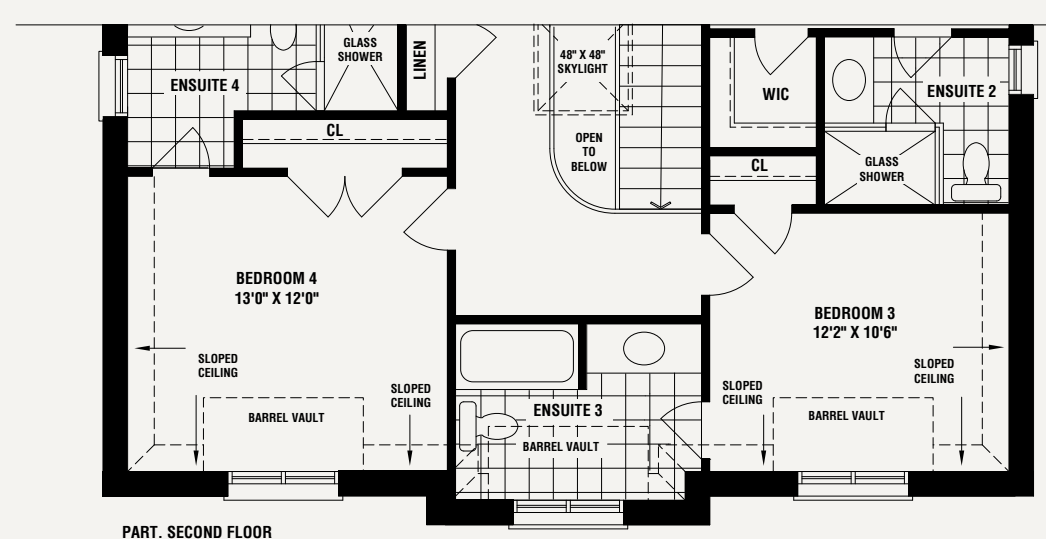 GLASS
SHOWER
LINEN
48" X 48"
SKYLIGHT
ENSUITE 4
WIC
ENSUITE 2
CL
OPEN
TO
BELOW
CL
GLASS
SHOWER
BEDROOM 4
13'0" X 12'0"
BEDROOM 3
12'2" X 10'6"
SLOPED
CEILING
SLOPED
CEILING
SLOPED
CEILING
SLOPED
CEILING
BARREL VAULT
ENSUITE 3
BARREL VAULT
BARREL VAULT
PART. SECOND FLOOR